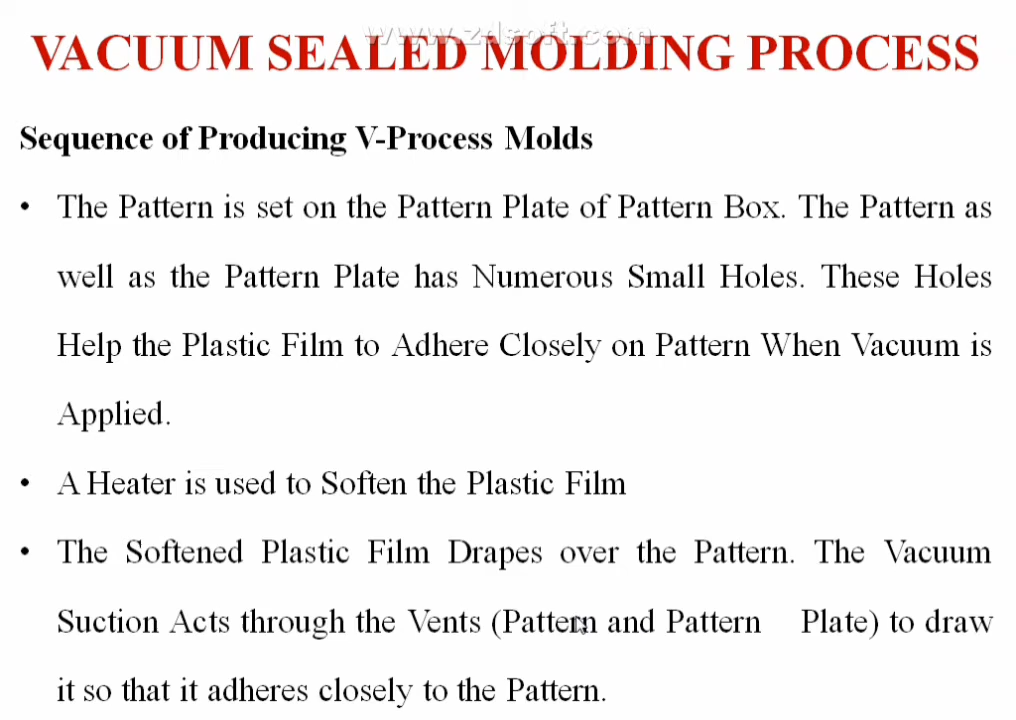 www.zdsoft.com
VACUUM SEALED MOLDING PROCESS
Sequence of Producing V-Process Molds
• The Pattern is set on the Pattern Plate of Pattern Box. The Pattern as
well as the Pattern Plate has Numerous Small Holes. These Holes
Help the Plastic Film to Adhere Closely on Pattern When Vacuum is
Applied.
• A Heater is used to Soften the Plastic Film
• The Softened Plastic Film Drapes over the Pattern. The Vacuum
Suction Acts through the Vents (Pattern and Pattern Plate) to draw
it so that it adheres closely to the Pattern.